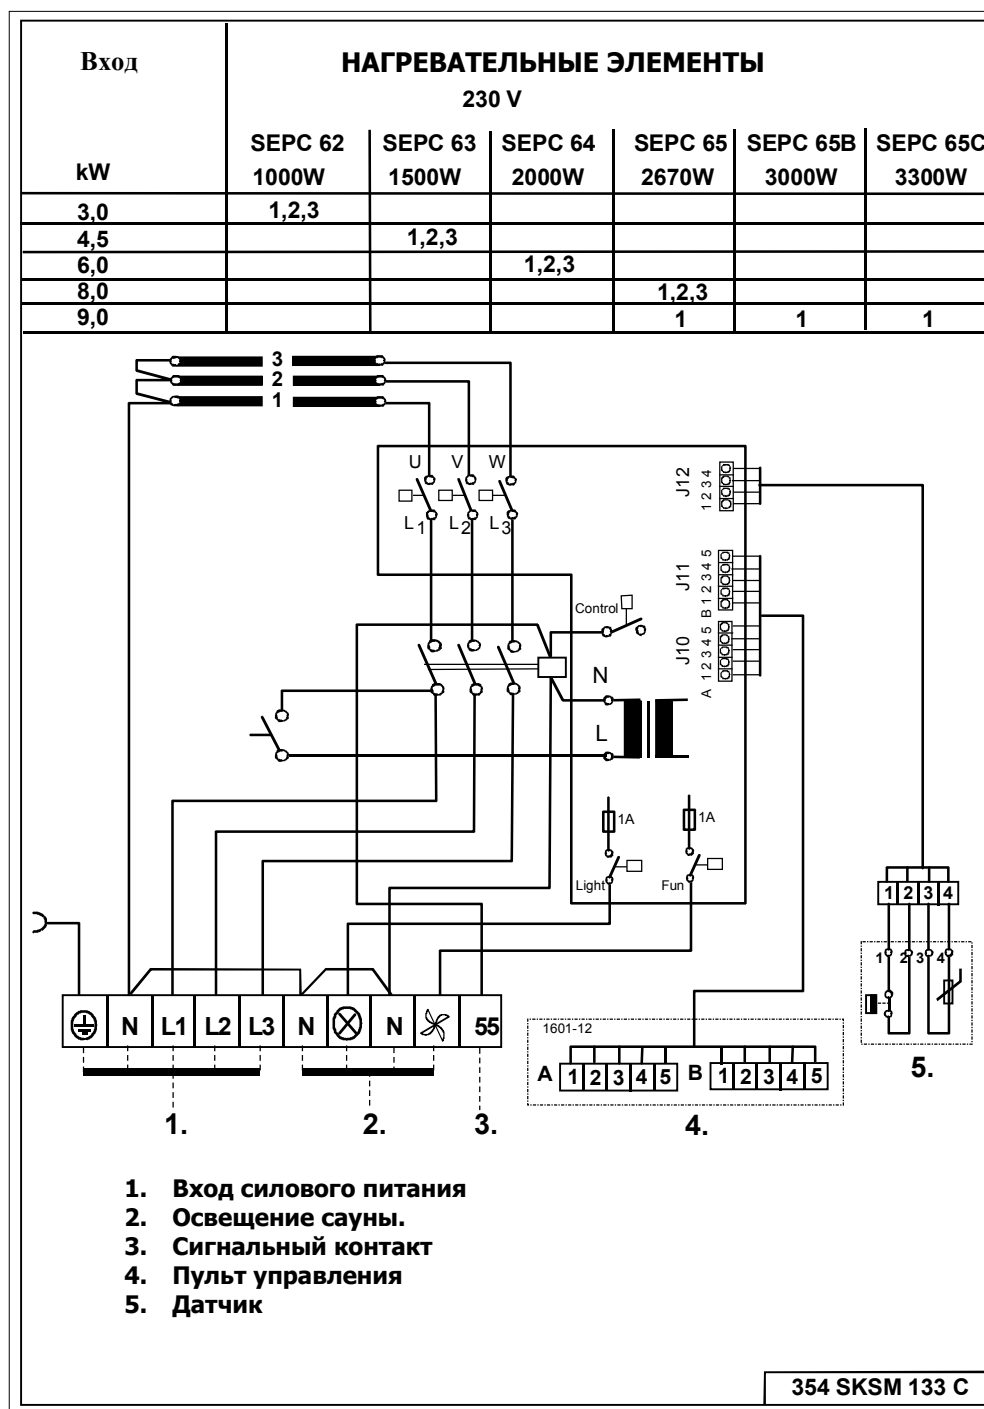 Вход НАГРЕВАТЕЛЬНЫЕ ЭЛЕМЕНТЫ
230 V
SEPC 62 SEPC 63 SEPC 64 SEPC 65 SEPC 65B SEPC 65C
kW 1000W 1500W 2000W 2670W 3000W 3300W
3,0 1,2,3
4,5 1,2,3
6,0 1,2,3
8,0 1,2,3
9,0 1 1 1
3
2
1
U V W
L1 L2 L3
J12
1 2 3 4
J11
B 1 2 3 4 5
J10
A 1 2 3 4 5
Control
N
L
1A 1A
Light Fun
1 2 3 4
1 2 3 4
5.
N L1 L2 L3 N N 55
1. 2. 3.
1601-12
A 1 2 3 4 5 B 1 2 3 4 5
4.
1. Вход силового питания
2. Освещение сауны.
3. Сигнальный контакт
4. Пульт управления
5. Датчик
354 SKSM 133 C